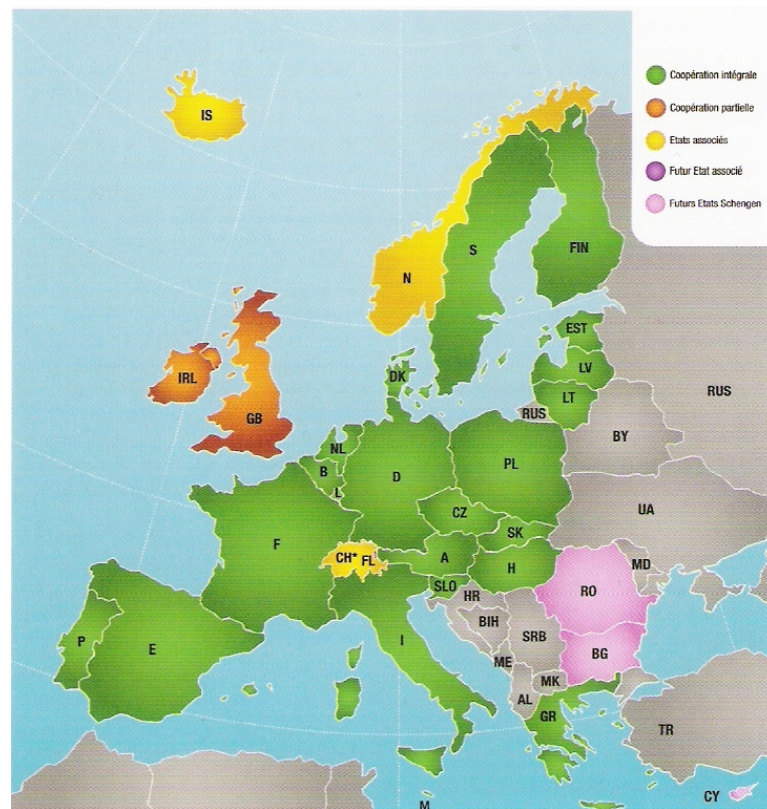 Coopération intégrale
Coopération partielle
Etats associés
Futur Etat associé
Futurs Etats Schengen
IS
N
S
FIN
EST
LV
LT
RUS
RUS
BY
DK
IRL
GB
NL
B
L
D
PL
CZ
SK
UA
MD
F
CH* FL
A
H
SLO
HR
RO
BIH
SRB
BG
ME
MK
AL
P
E
I
GR
TR
CY
M